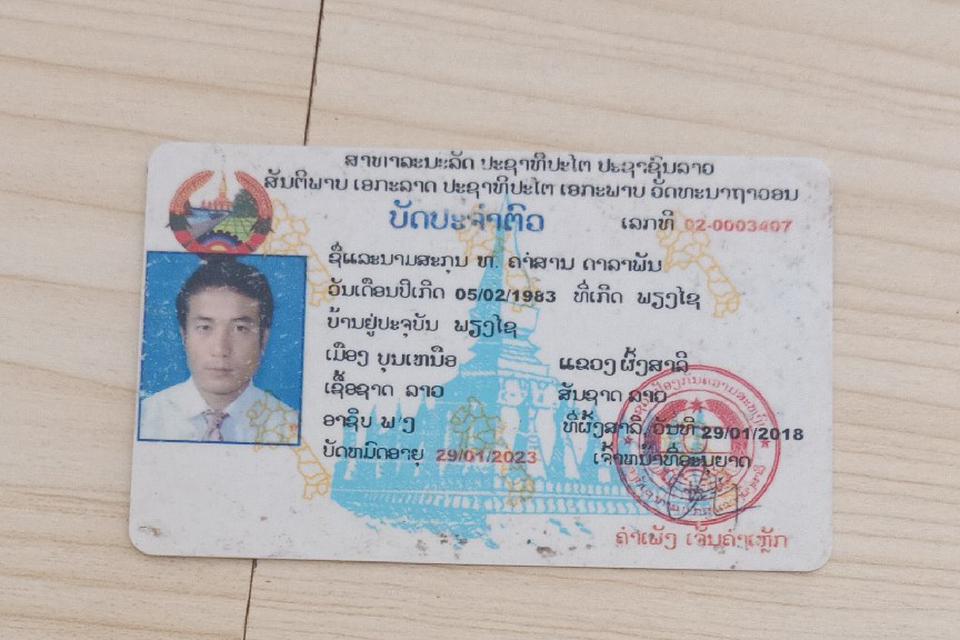 ສາທາລະນະລັດ ປະຊາທິປະໄຕ ປະຊາຊົນລາວ
ສັນຕິພາບ ເອກະລາດ ປະຊາທິປະໄຕ ເອກະພາບ ວັດທະນາຖາວອນ
ບັດປະຈຳຕົວ ເລກທີ 02-0003407
ຊື່ແລະນາມສະກຸນ ທ. ຄຳສານ ດາລາພັນ
ວັນເດືອນປີເກີດ 05/02/1983 ທີ່ເກີດ ພຽງໄຊ
ບ້ານຢູ່ປະຈຸບັນ ພຽງໄຊ
ເມືອງ ບຸນເຫນືອ ແຂວງ ຜົ້ງສາລີ
ເຊື້ອຊາດ ລາວ ສັນຊາດ ລາວ
ອາຊີບ ທີ່ຜົ້ງສາລີ, ວັນທີ 29/01/2018
ບັດຫມົດອາຍຸ 29/01/2023 ເຈົ້າຫນ້າທີ່ອະນຸຍາດ
ຄຳເພັງ ເຈັນຄຳເຫຼັກ